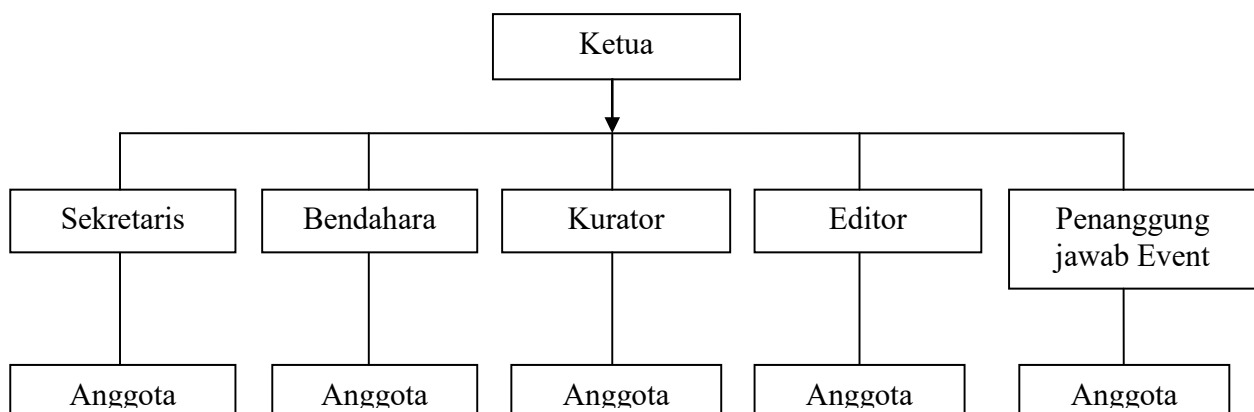 Ketua
Sekretaris
Bendahara
Kurator
Editor
Penanggung
jawab Event
Anggota
Anggota
Anggota
Anggota
Anggota